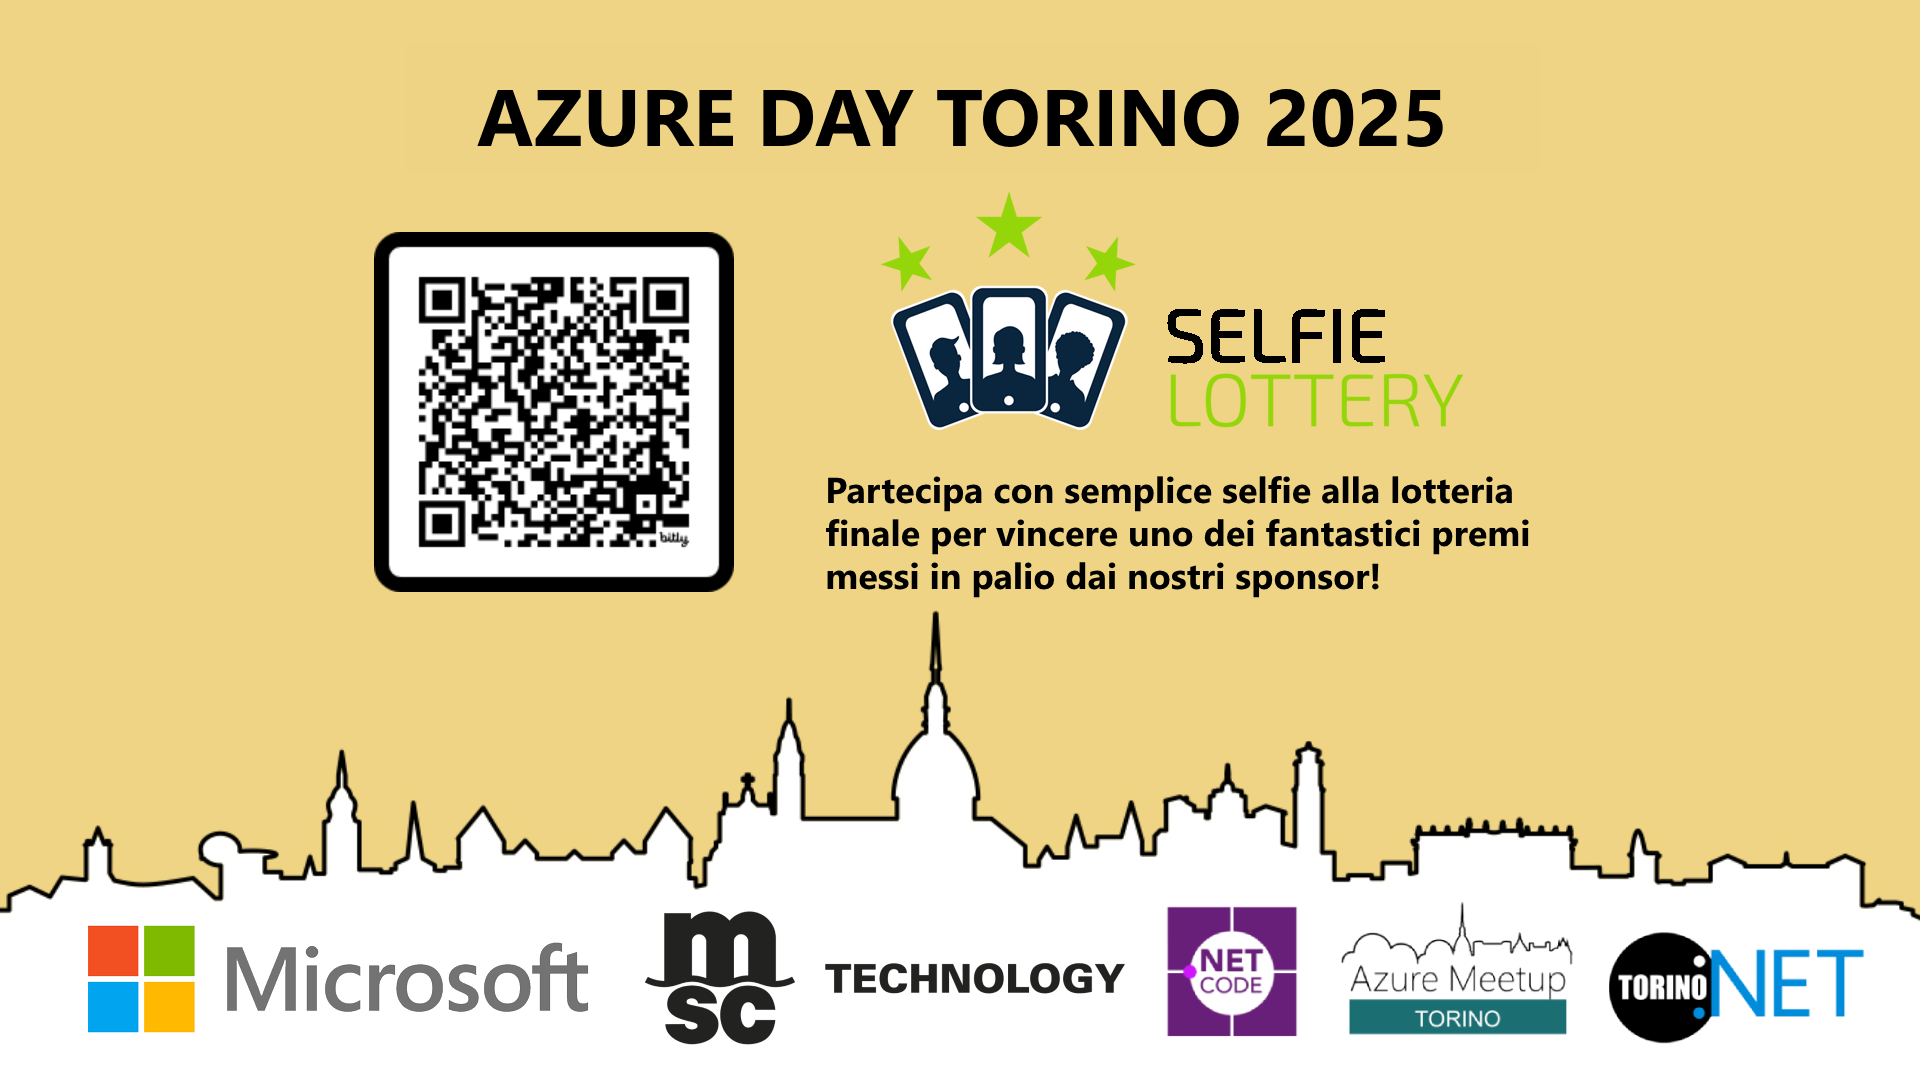 AZURE DAY TORINO 2025
bitly
SELFIE
LOTTERY
Partecipa con semplice selfie alla lotteria
finale per vincere uno dei fantastici premi
messi in palio dai nostri sponsor!
Microsoft
msc
TECHNOLOGY
NET
CODE
Azure Meetup
TORINO
TORINO NET